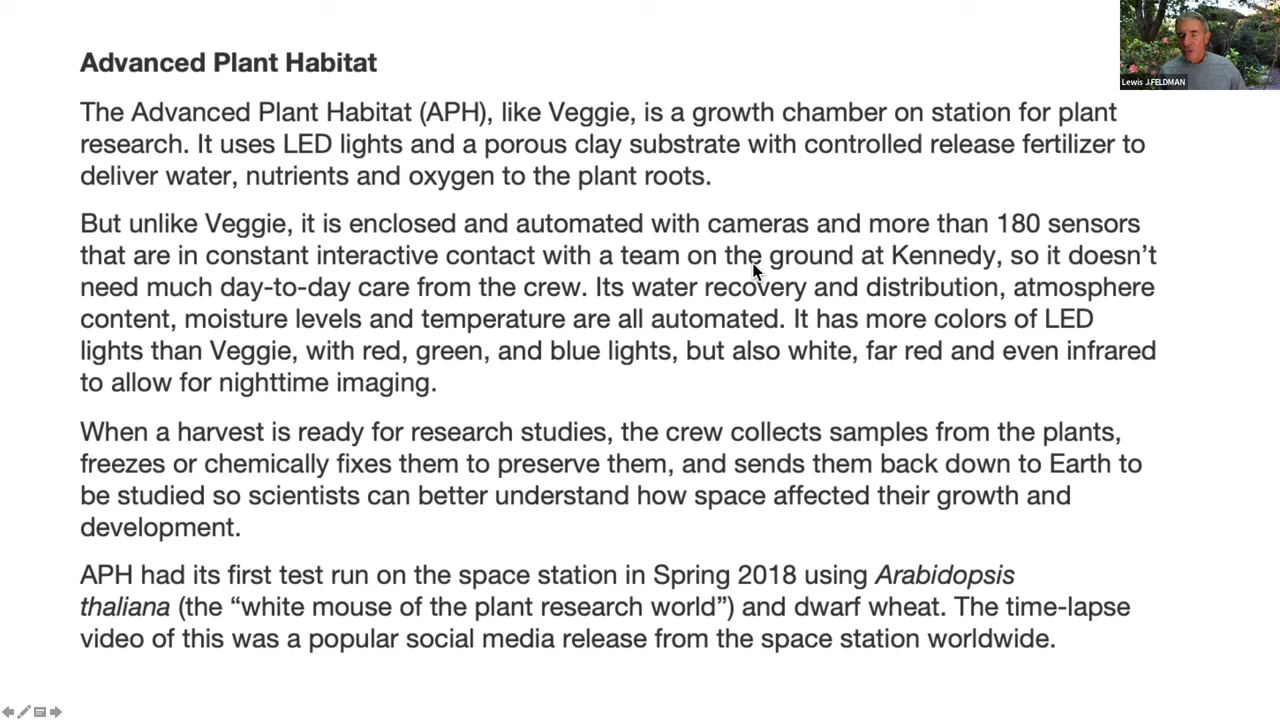 Advanced Plant Habitat
Lewis J FELDMAN
The Advanced Plant Habitat (APH), like Veggie, is a growth chamber on station for plant
research. It uses LED lights and a porous clay substrate with controlled release fertilizer to
deliver water, nutrients and oxygen to the plant roots.
But unlike Veggie, it is enclosed and automated with cameras and more than 180 sensors
that are in constant interactive contact with a team on the ground at Kennedy, so it doesn’t
need much day-to-day care from the crew. Its water recovery and distribution, atmosphere
content, moisture levels and temperature are all automated. It has more colors of LED
lights than Veggie, with red, green, and blue lights, but also white, far red and even infrared
to allow for nighttime imaging.
When a harvest is ready for research studies, the crew collects samples from the plants,
freezes or chemically fixes them to preserve them, and sends them back down to Earth to
be studied so scientists can better understand how space affected their growth and
development.
APH had its first test run on the space station in Spring 2018 using Arabidopsis
thaliana (the “white mouse of the plant research world”) and dwarf wheat. The time-lapse
video of this was a popular social media release from the space station worldwide.